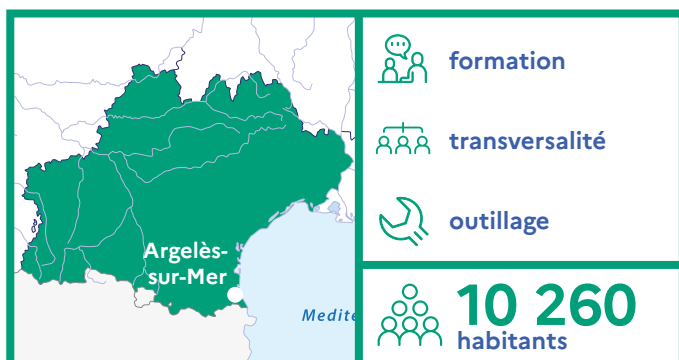 Argelès-
sur-Mer
Medite
formation
transversalité
outillage
10 260
habitants